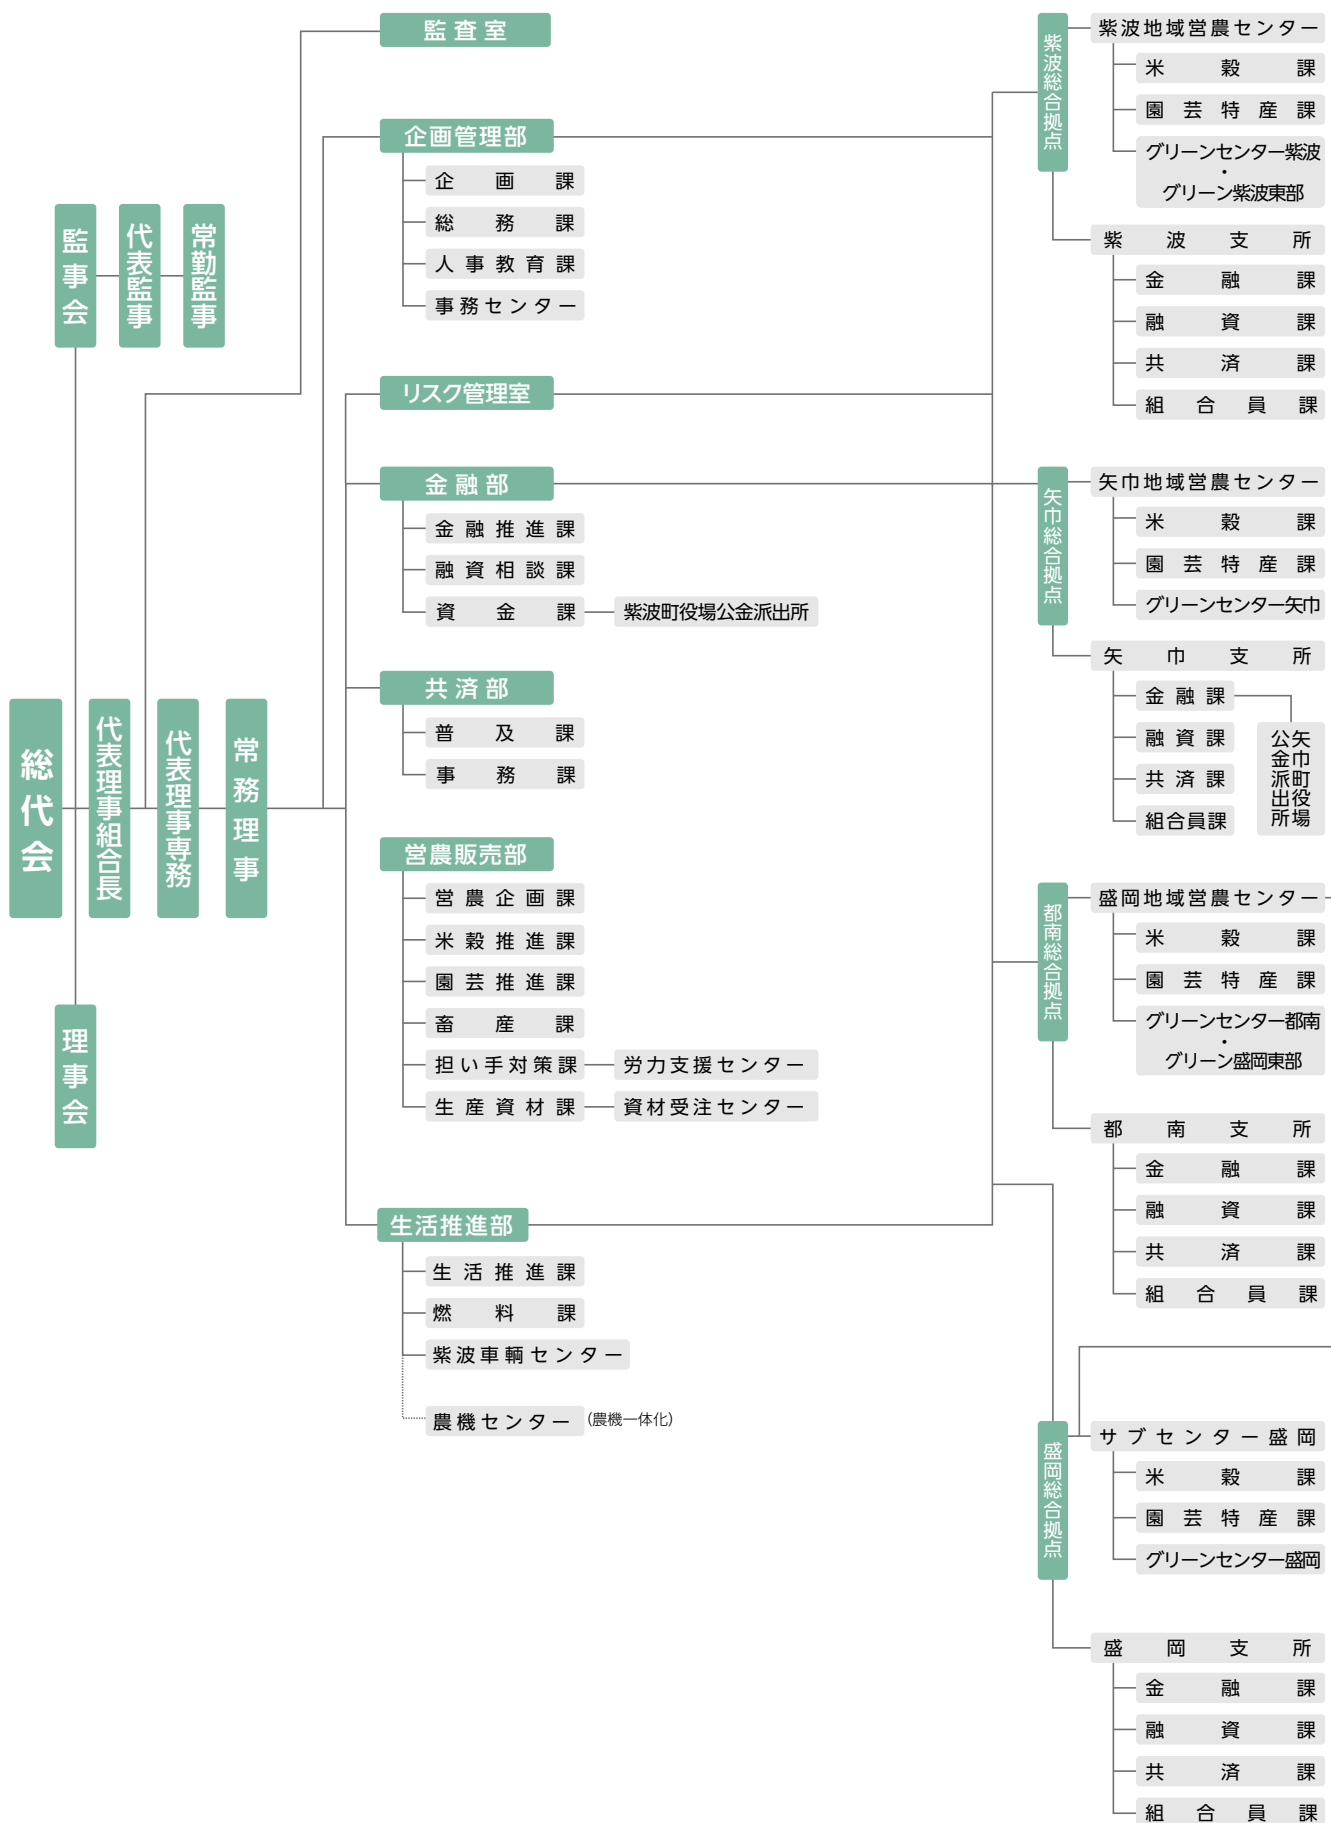 総代会
監事会
代表監事
常勤監事
理事会
代表理事組合長
代表理事専務
常務理事
監査室
企画管理部
企画課
総務課
人事教育課
事務センター
リスク管理室
金融部
金融推進課
融資相談課
資金課
紫波町役場公金派出所
共済部
普及課
事務課
営農販売部
営農企画課
米穀推進課
園芸推進課
畜産課
担い手対策課
労力支援センター
生産資材課
資材受注センター
生活推進部
生活推進課
燃料課
紫波車輌センター
農機センター
(農機一体化)
紫波総合拠点
紫波地域営農センター
米穀課
園芸特産課
グリーンセンター紫波
・
グリーン紫波東部
紫波支所
金融課
融資課
共済課
組合員課
矢巾総合拠点
矢巾地域営農センター
米穀課
園芸特産課
グリーンセンター矢巾
矢巾支所
金融課
融資課
共済課
組合員課
矢巾町役場
公金派出所
都南総合拠点
盛岡地域営農センター
米穀課
園芸特産課
グリーンセンター都南
・
グリーン盛岡東部
都南支所
金融課
融資課
共済課
組合員課
盛岡総合拠点
サブセンター盛岡
米穀課
園芸特産課
グリーンセンター盛岡
盛岡支所
金融課
融資課
共済課
組合員課